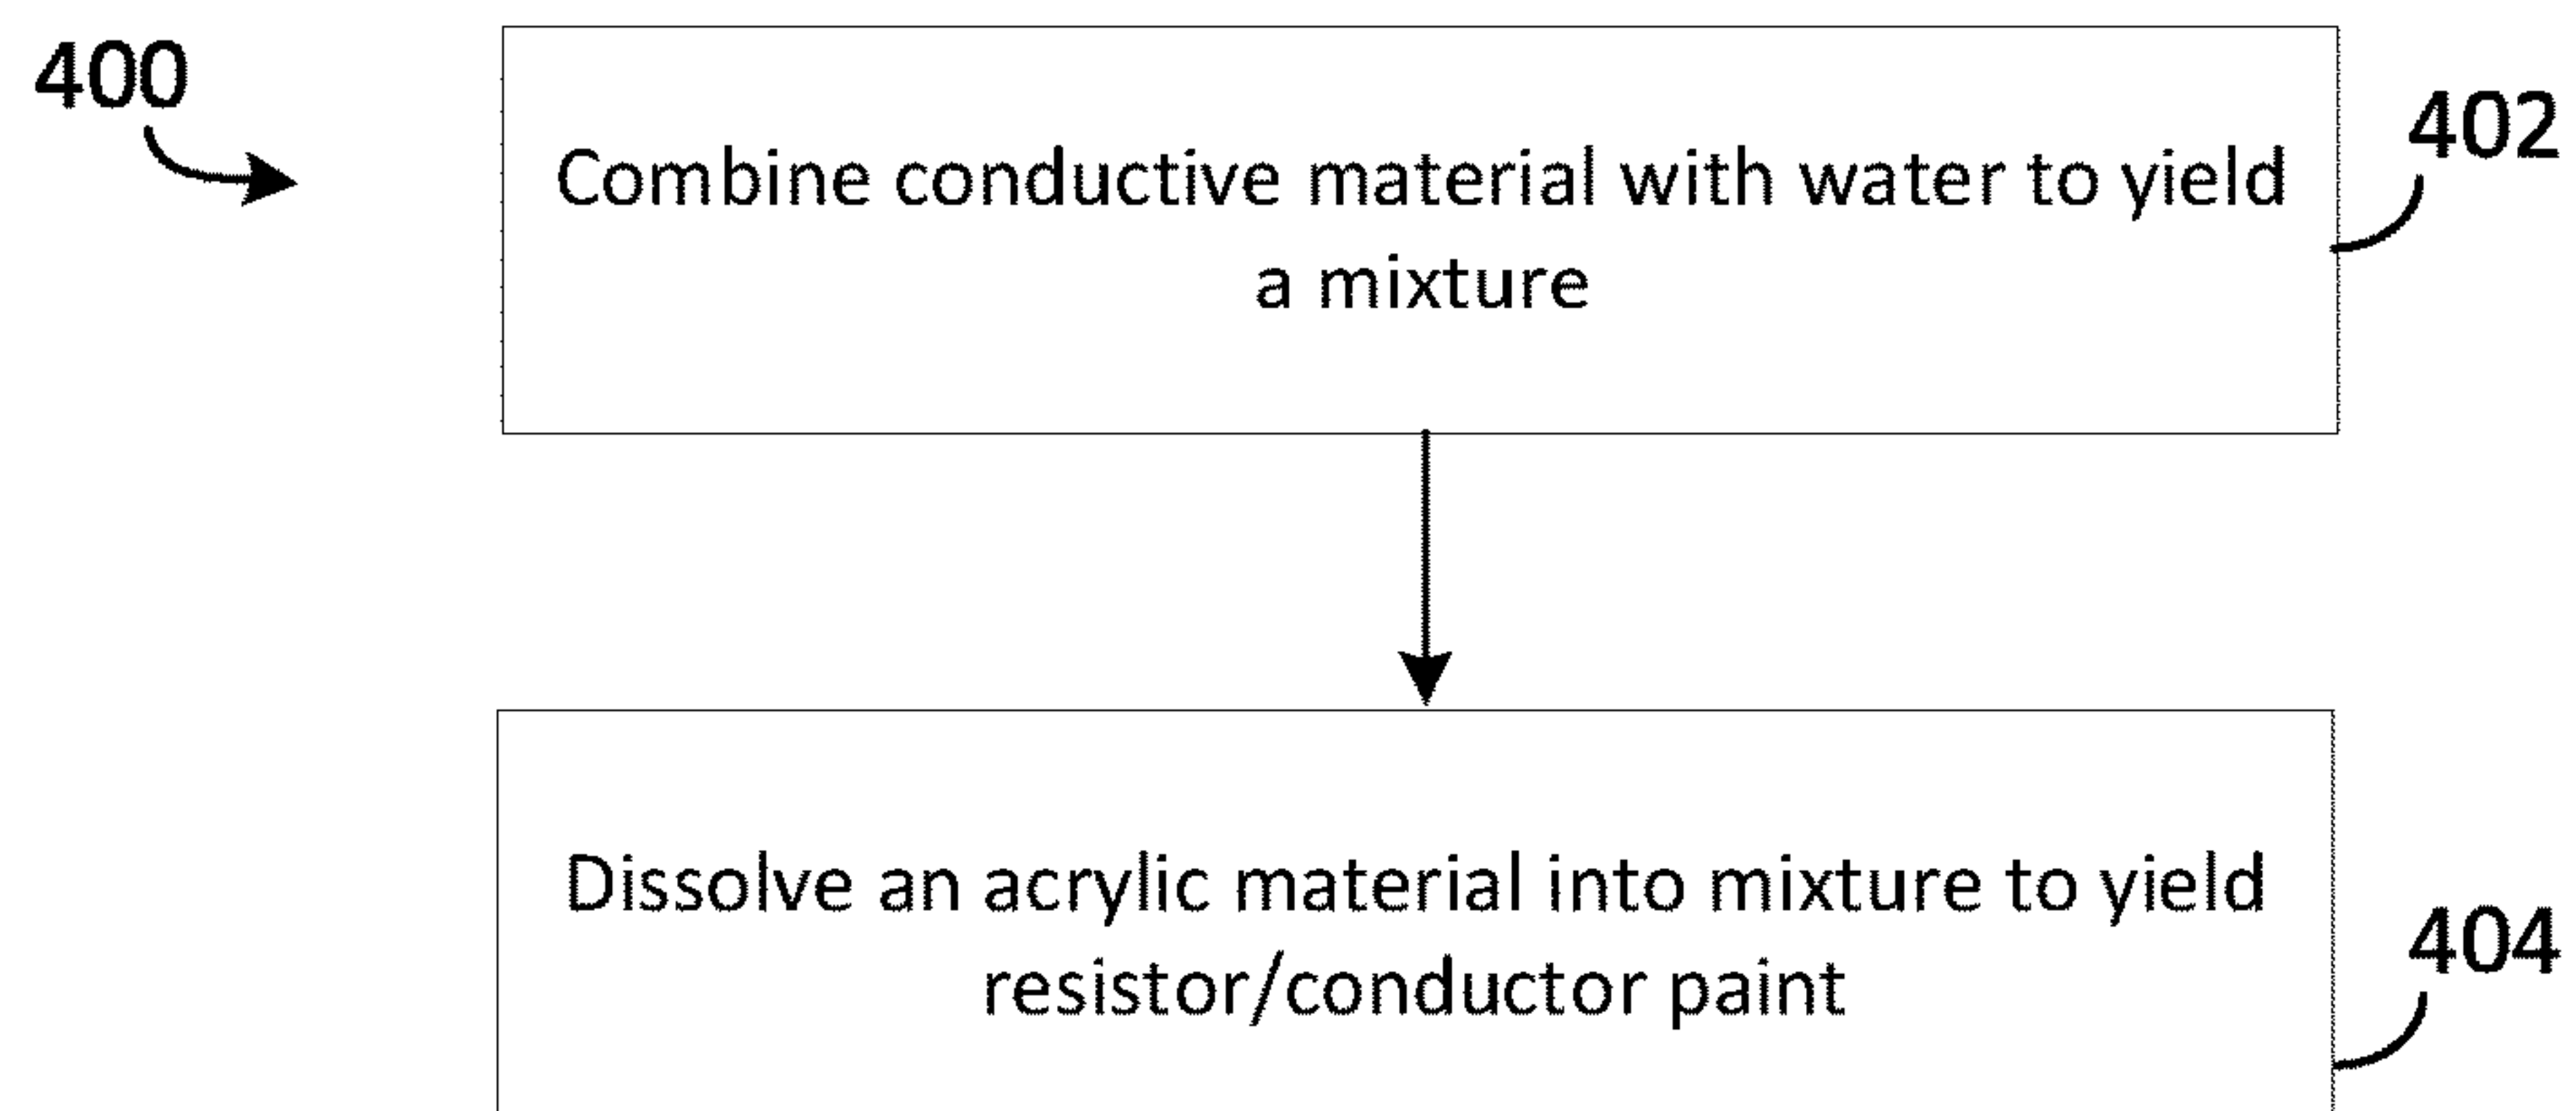 400
Combine conductive material with water to yield
a mixture
402
Dissolve an acrylic material into mixture to yield
resistor/conductor paint
404